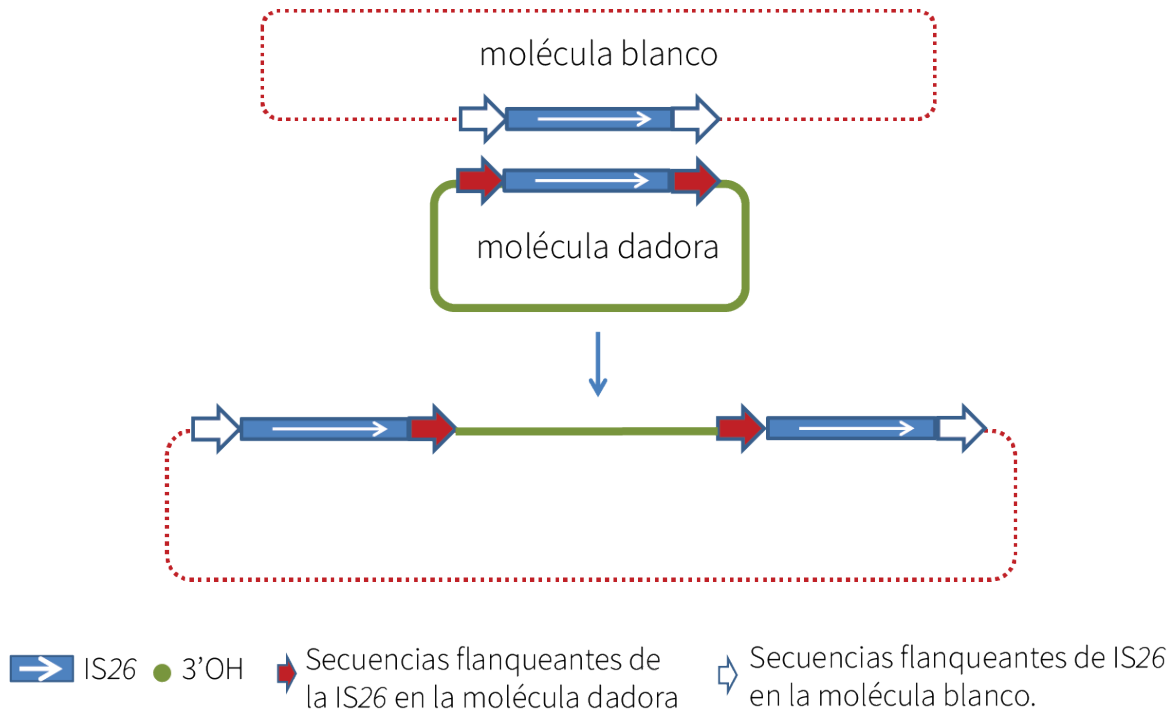 molécula blanco
molécula dadora
IS26
3’OH
Secuencias flanqueantes de
la IS26 en la molécula dadora
Secuencias flanqueantes de IS26
en la molécula blanco.